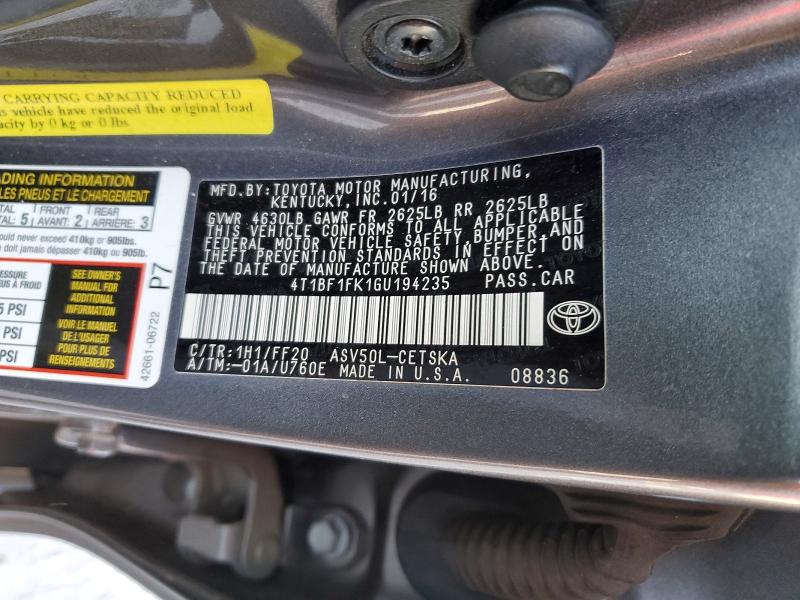 CARRYING CAPACITY REDUCED
vehicle have reduced the original load
by 0 kg or 0 lbs.
INFORMATION
LES PNEUS ET LE CHARGEMENT
5 FRONT AVANT: 2 REAR ARRIÈRE: 3
never exceed 410kg or 905lbs.
doit jamais dépasser 410kg ou 905lb.
À FROID
PSI
PSI
PSI
SEE OWNER'S
MANUAL FOR
ADDITIONAL
INFORMATION
VOIR LE MANUEL
DE L'USAGER
POUR PLUS DE
RENSEIGNEMENTS
P7
42661-06722
MFD.BY:TOYOTA MOTOR MANUFACTURING,
KENTUCKY, INC.01/16
GVWR 4630LB GAWR FR 2625LB RR 2625LB
THIS VEHICLE CONFORMS TO ALL APPLICABLE
FEDERAL MOTOR VEHICLE SAFETY,BUMPER,AND
THEFT PREVENTION STANDARDS IN EFFECT ON
THE DATE OF MANUFACTURE SHOWN ABOVE.
4T1BF1FK1GU194235 PASS.CAR
C/TR:1H1/FF20 ASV50L-CETSKA
A/TM:-01A/U760E MADE IN U.S.A. 08836